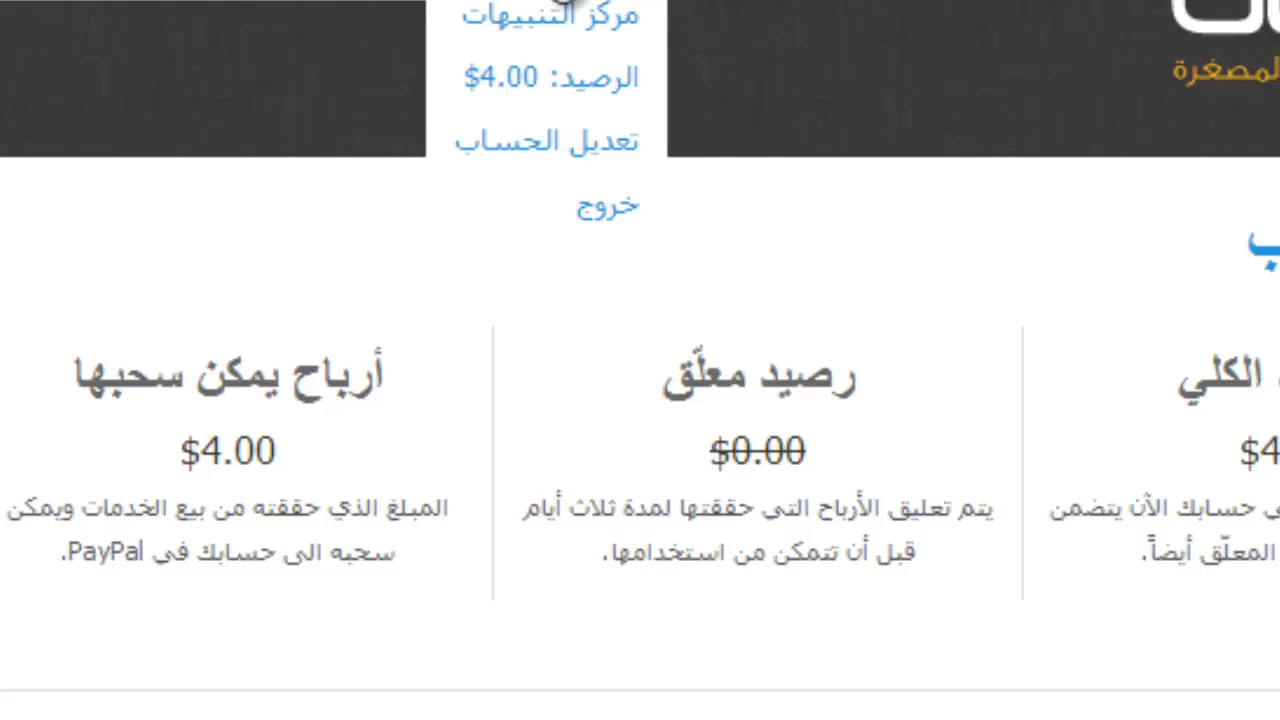 مركز التنبيهات
الرصيد: $4.00
تعديل الحساب
خروج
المصغرة
الكلي
$4
حسابك الآن يتضمن
المعلّق أيضاً.
رصيد معلّق
$0.00
يتم تعليق الأرباح التي حققتها لمدة ثلاث أيام
قبل أن تتمكن من استخدامها.
أرباح يمكن سحبها
$4.00
المبلغ الذي حققته من بيع الخدمات ويمكن
سحبه الى حسابك في PayPal.